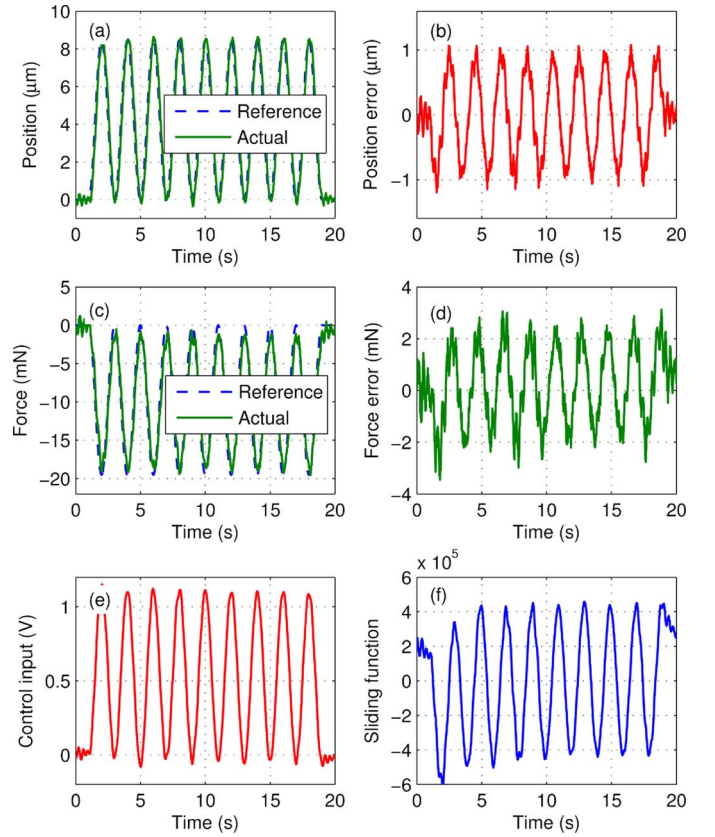 (a)
10
8
6
4
2
0
Position (μm)
Reference
Actual
0 5 10 15 20
Time (s)
(b)
1
0
−1
Position error (μm)
0 5 10 15 20
Time (s)
(c)
5
0
−5
−10
−15
−20
Force (mN)
Reference
Actual
0 5 10 15 20
Time (s)
(d)
4
2
0
−2
−4
Force error (mN)
0 5 10 15 20
Time (s)
(e)
1
0.5
0
Control input (V)
0 5 10 15 20
Time (s)
x 10⁵
(f)
6
4
2
0
−2
−4
−6
Sliding function
0 5 10 15 20
Time (s)